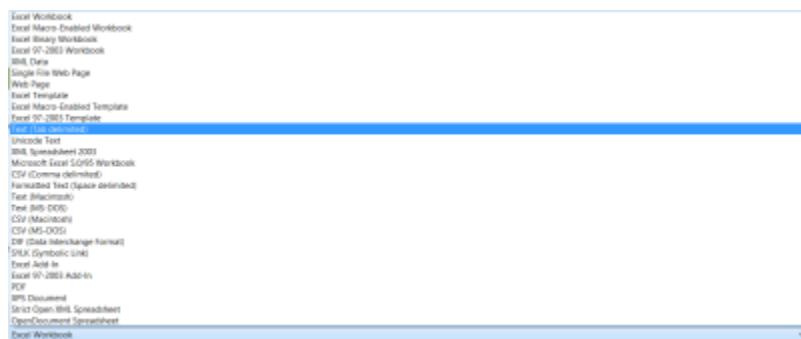 Excel Workbook
Excel Macro-Enabled Workbook
Excel Binary Workbook
Excel 97-2003 Workbook
XML Data
Single File Web Page
Web Page
Excel Template
Excel Macro-Enabled Template
Excel 97-2003 Template
Text (Tab delimited)
Unicode Text
XML Spreadsheet 2003
Microsoft Excel 5.0/95 Workbook
CSV (Comma delimited)
Formatted Text (Space delimited)
Text (Macintosh)
Text (MS-DOS)
CSV (Macintosh)
CSV (MS-DOS)
DIF (Data Interchange Format)
SYLK (Symbolic Link)
Excel Add-In
Excel 97-2003 Add-In
PDF
XPS Document
Strict Open XML Spreadsheet
OpenDocument Spreadsheet
Excel Workbook